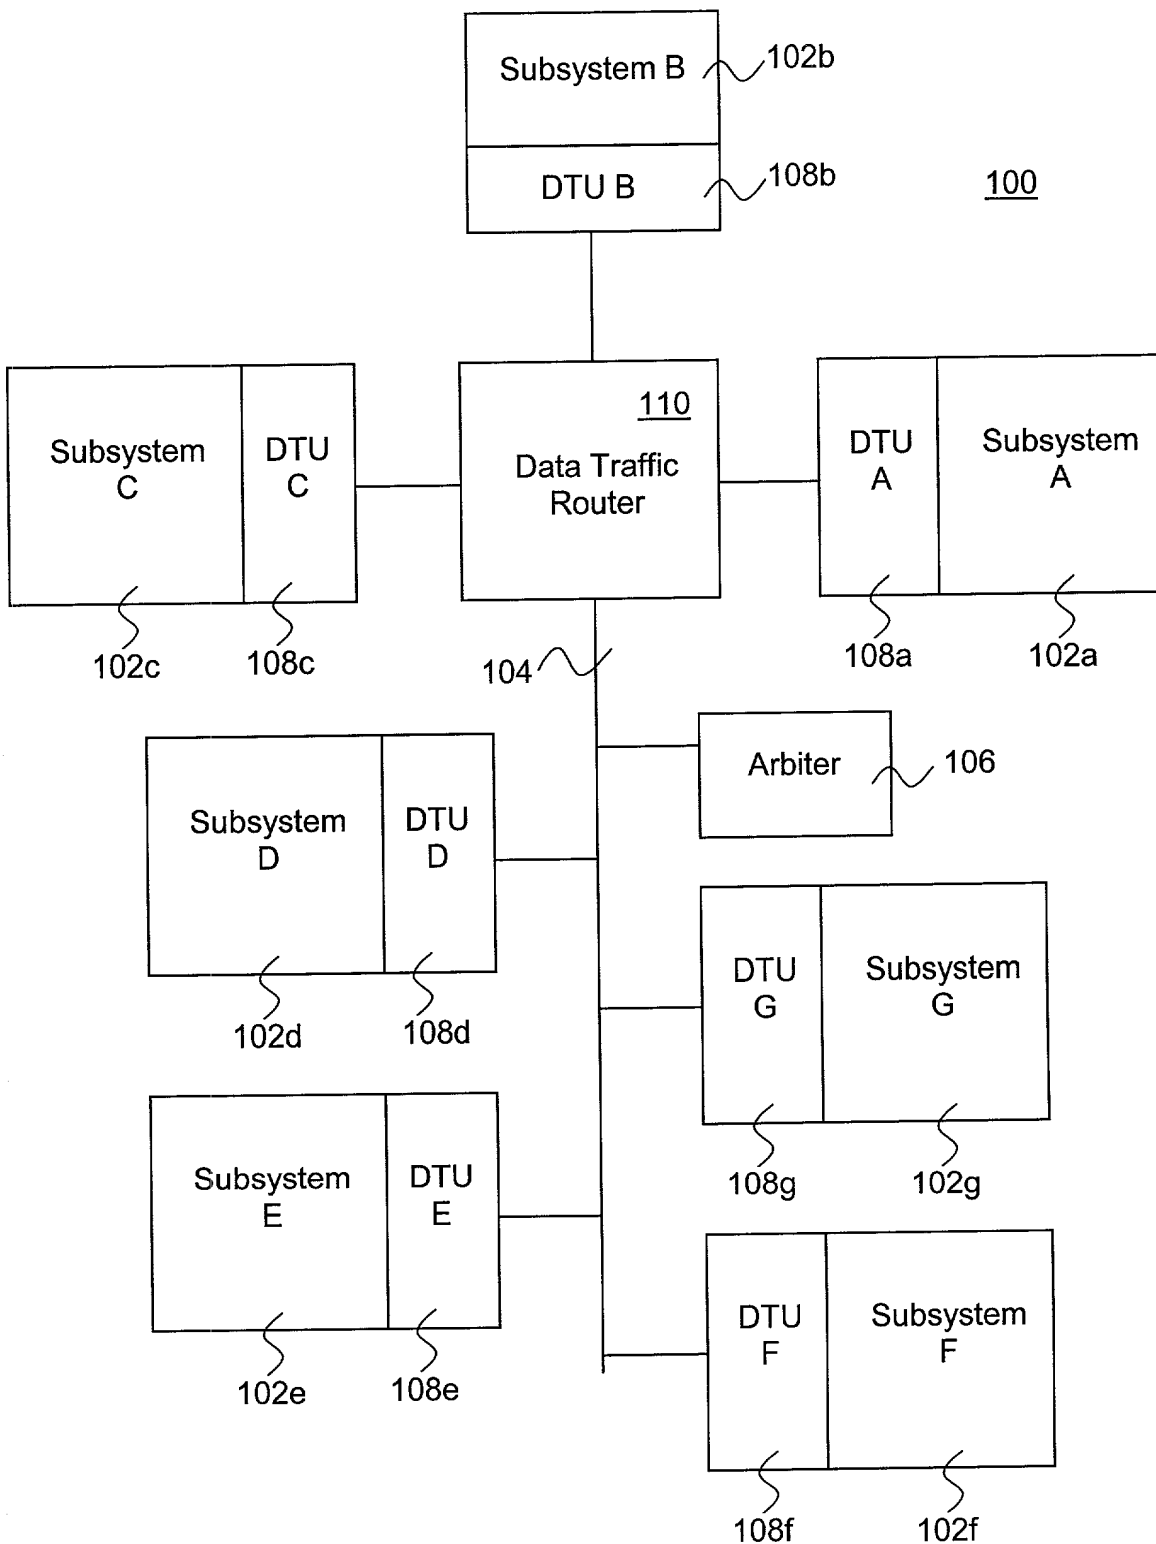 Subsystem B
102b
DTU B
108b
100
110
Data Traffic
Router
Subsystem
C
DTU
C
102c
108c
DTU
A
Subsystem
A
108a
102a
104
Arbiter
106
Subsystem
D
DTU
D
102d
108d
DTU
G
Subsystem
G
108g
102g
Subsystem
E
DTU
E
102e
108e
DTU
F
Subsystem
F
108f
102f